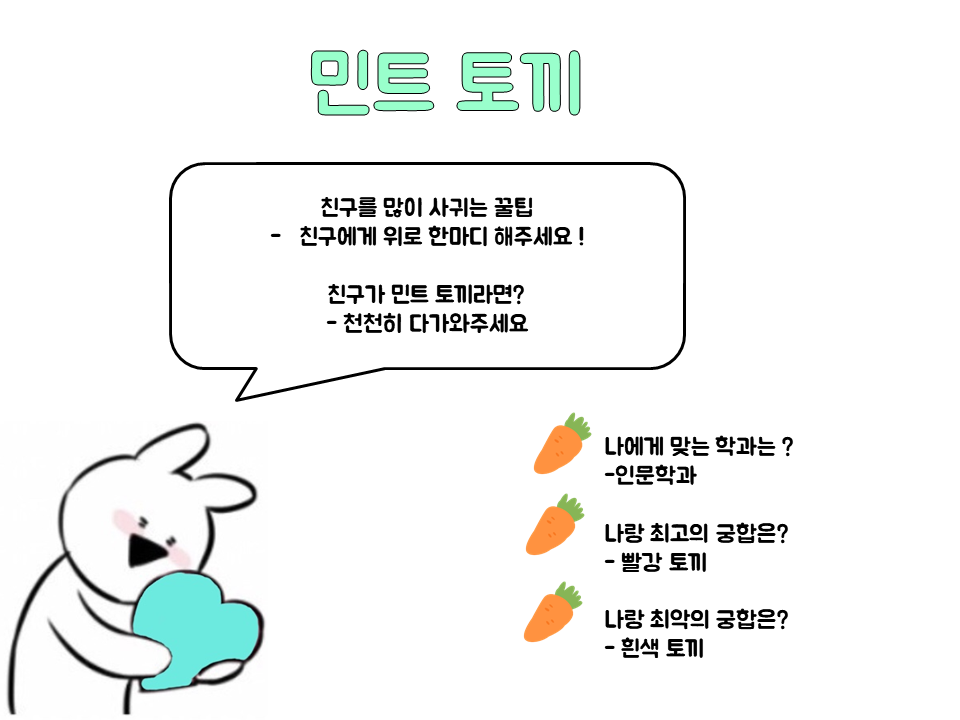 민트 토끼
친구를 많이 사귀는 꿀팁
- 친구에게 위로 한마디 해주세요 !
친구가 민트 토끼라면?
- 천천히 다가와주세요
나에게 맞는 학과는 ?
-인문학과
나랑 최고의 궁합은?
- 빨강 토끼
나랑 최악의 궁합은?
- 흰색 토끼